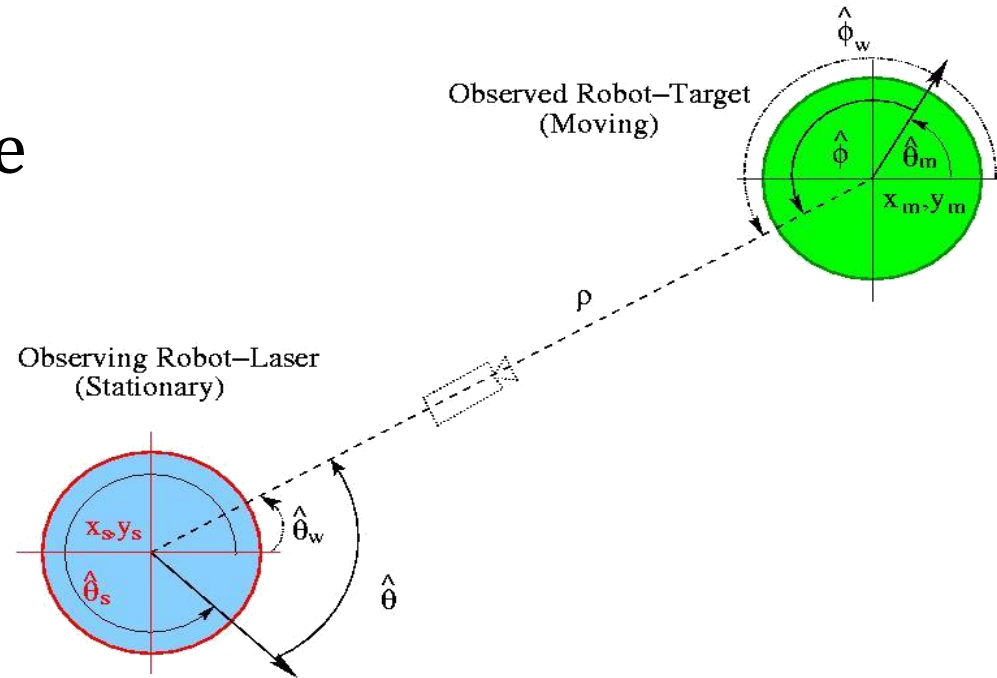 e
φ̂w
Observed Robot–Target
(Moving)
φ̂
θ̂m
xm,ym
ρ
Observing Robot–Laser
(Stationary)
xs,ys
θ̂w
θ̂s
θ̂